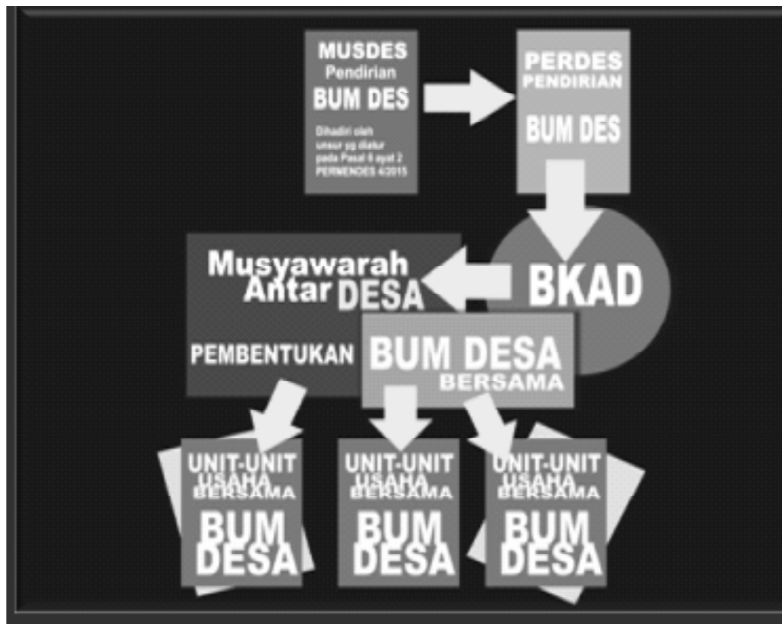 MUSDES
Pendirian
BUM DES
Dihadiri oleh
unsur yg diatur
pada Pasal 6 ayat 2
PERMENDES 4/2015
PERDES
PENDIRIAN
BUM DES
BKAD
Musyawarah
Antar DESA
PEMBENTUKAN
BUM DESA
BERSAMA
UNIT-UNIT
USAHA
BERSAMA
BUM
DESA
UNIT-UNIT
USAHA
BERSAMA
BUM
DESA
UNIT-UNIT
USAHA
BERSAMA
BUM
DESA